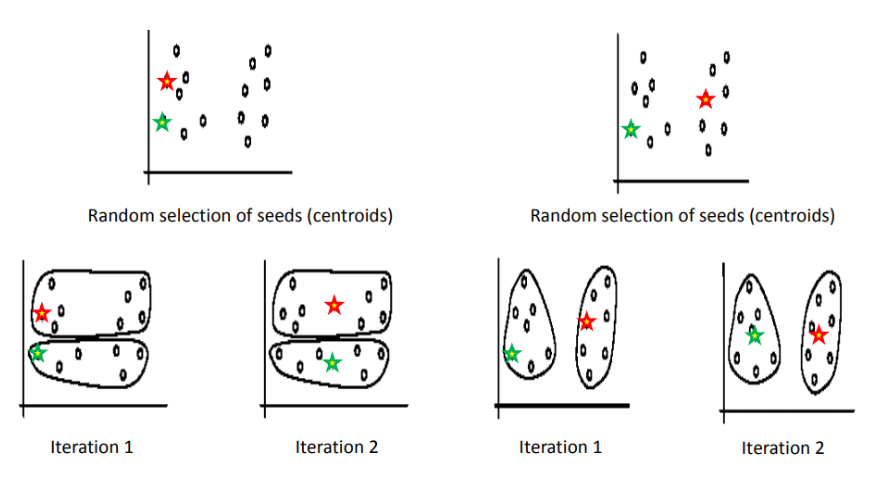 Random selection of seeds (centroids)
Random selection of seeds (centroids)
Iteration 1
Iteration 2
Iteration 1
Iteration 2